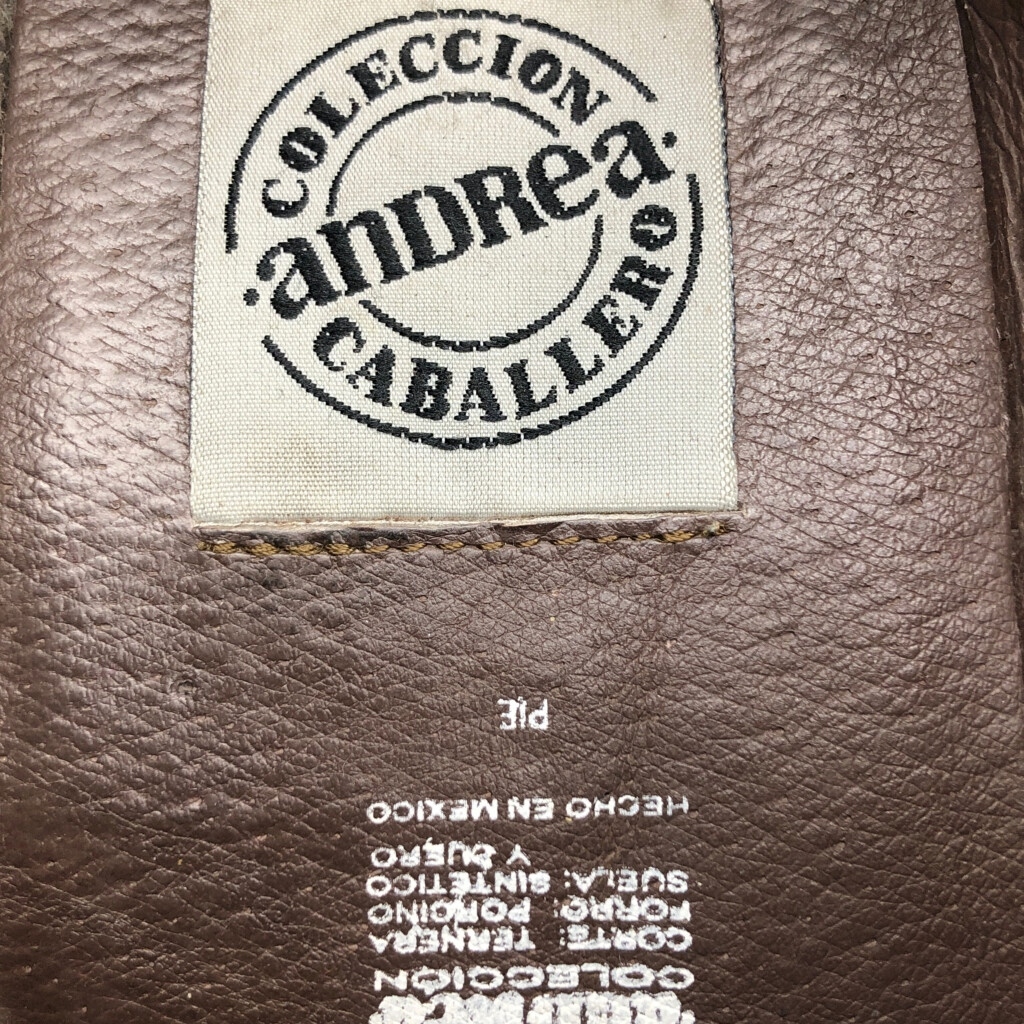 COLECCION
·anDRea·
CABALLERO
COLECCIÓN
CORTE: TERNERA
FORRO: PORCINO
SUELA: SINTETICO
Y CUERO
HECHO EN MEXICO
PIE